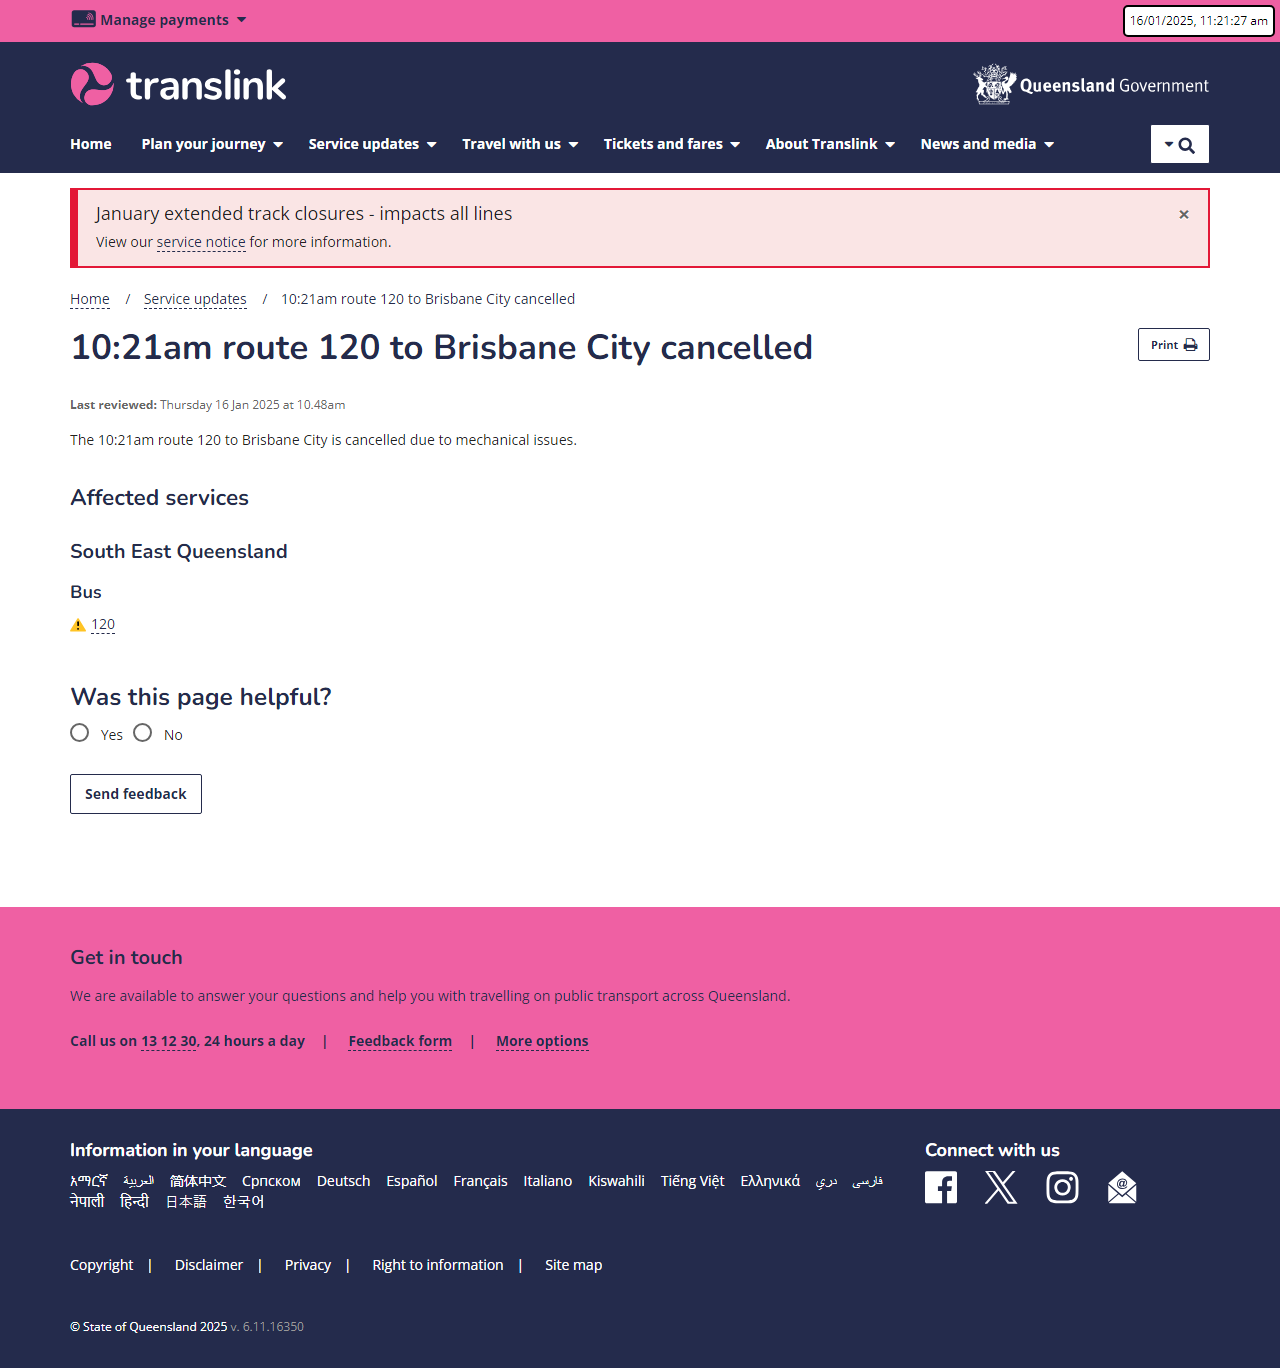 Manage payments
16/01/2025, 11:21:27 am
translink
Queensland Government
Home Plan your journey Service updates Travel with us Tickets and fares About Translink News and media
January extended track closures - impacts all lines
×
View our service notice for more information.
Home / Service updates / 10:21am route 120 to Brisbane City cancelled
10:21am route 120 to Brisbane City cancelled
Print
Last reviewed: Thursday 16 Jan 2025 at 10.48am
The 10:21am route 120 to Brisbane City is cancelled due to mechanical issues.
Affected services
South East Queensland
Bus
120
Was this page helpful?
Yes No
Send feedback
Get in touch
We are available to answer your questions and help you with travelling on public transport across Queensland.
Call us on 13 12 30, 24 hours a day | Feedback form | More options
Information in your language
አማርኛ العربية 简体中文 Српском Deutsch Español Français Italiano Kiswahili Tiếng Việt Ελληνικά دري فارسی
नेपाली हिन्दी 日本語 한국어
Connect with us
Copyright | Disclaimer | Privacy | Right to information | Site map
© State of Queensland 2025 v. 6.11.16350